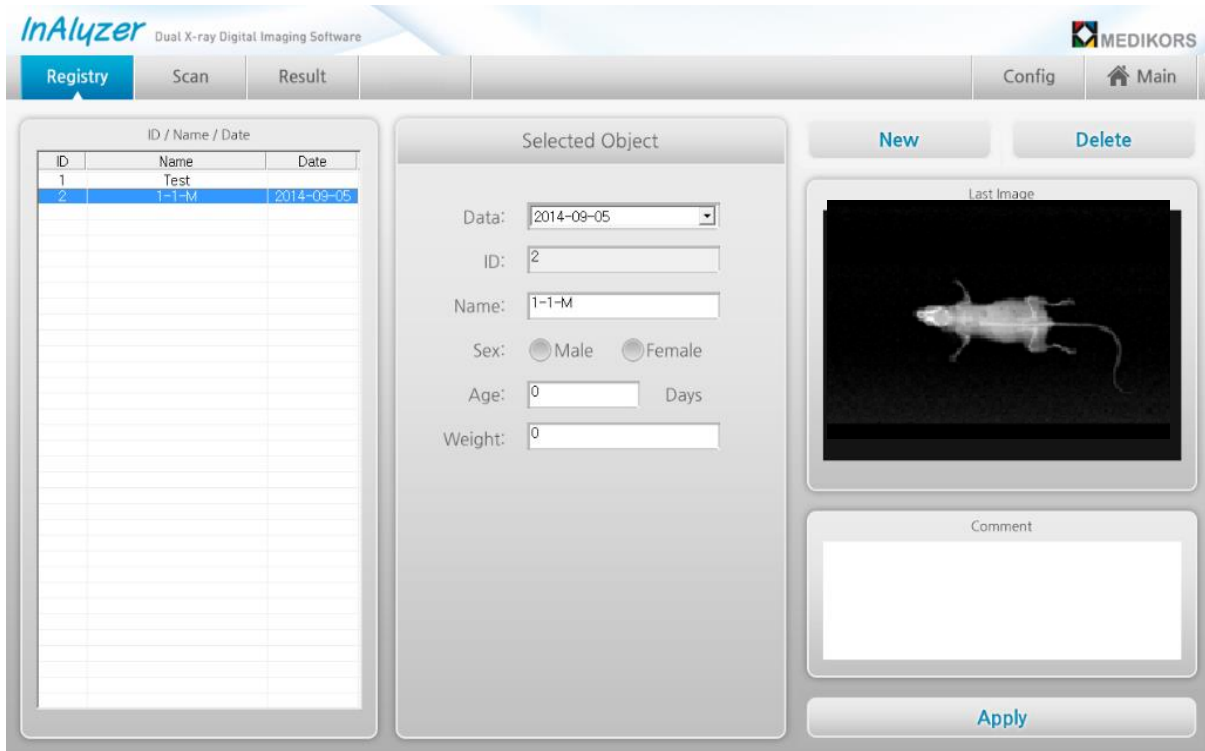 InAlyzer Dual X-ray Digital Imaging Software
MEDIKORS
Registry Scan Result Config Main
ID / Name / Date
ID Name Date
1 Test
2 1-1-M 2014-09-05
Selected Object
Data: 2014-09-05
ID: 2
Name: 1-1-M
Sex: Male Female
Age: 0 Days
Weight: 0
New Delete
Last Image
Comment
Apply